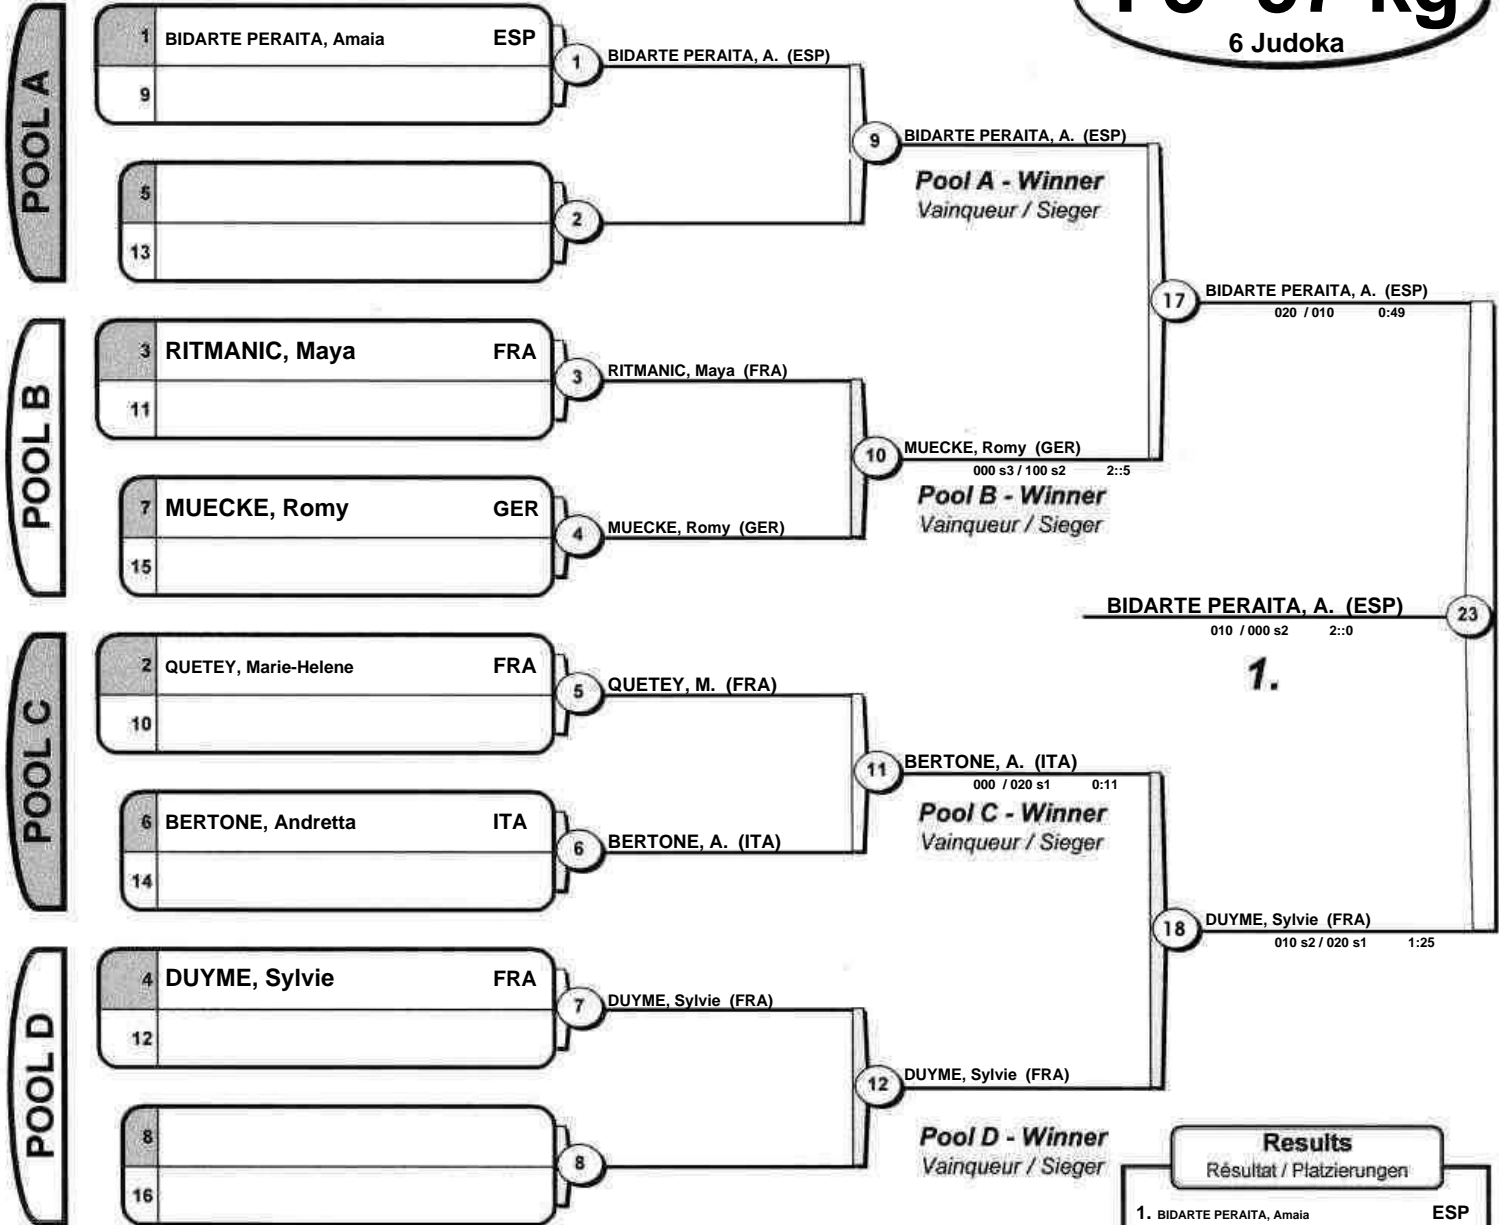 6 Judoka
POOL A
1 BIDARTE PERAITA, Amaia ESP
9
5
13
1 BIDARTE PERAITA, A. (ESP)
2
9 BIDARTE PERAITA, A. (ESP)
Pool A - Winner
Vainqueur / Sieger
17 BIDARTE PERAITA, A. (ESP)
020 / 010 0:49
POOL B
3 RITMANIC, Maya FRA
11
7 MUECKE, Romy GER
15
3 RITMANIC, Maya (FRA)
4 MUECKE, Romy (GER)
10 MUECKE, Romy (GER)
000 s3 / 100 s2 2::5
Pool B - Winner
Vainqueur / Sieger
BIDARTE PERAITA, A. (ESP) 23
010 / 000 s2 2::0
1.
POOL C
2 QUETEY, Marie-Helene FRA
10
6 BERTONE, Andretta ITA
14
5 QUETEY, M. (FRA)
6 BERTONE, A. (ITA)
11 BERTONE, A. (ITA)
000 / 020 s1 0:11
Pool C - Winner
Vainqueur / Sieger
18 DUYME, Sylvie (FRA)
010 s2 / 020 s1 1:25
POOL D
4 DUYME, Sylvie FRA
12
8
16
7 DUYME, Sylvie (FRA)
8
12 DUYME, Sylvie (FRA)
Pool D - Winner
Vainqueur / Sieger
Results
Résultat / Platzierungen
1. BIDARTE PERAITA, Amaia ESP